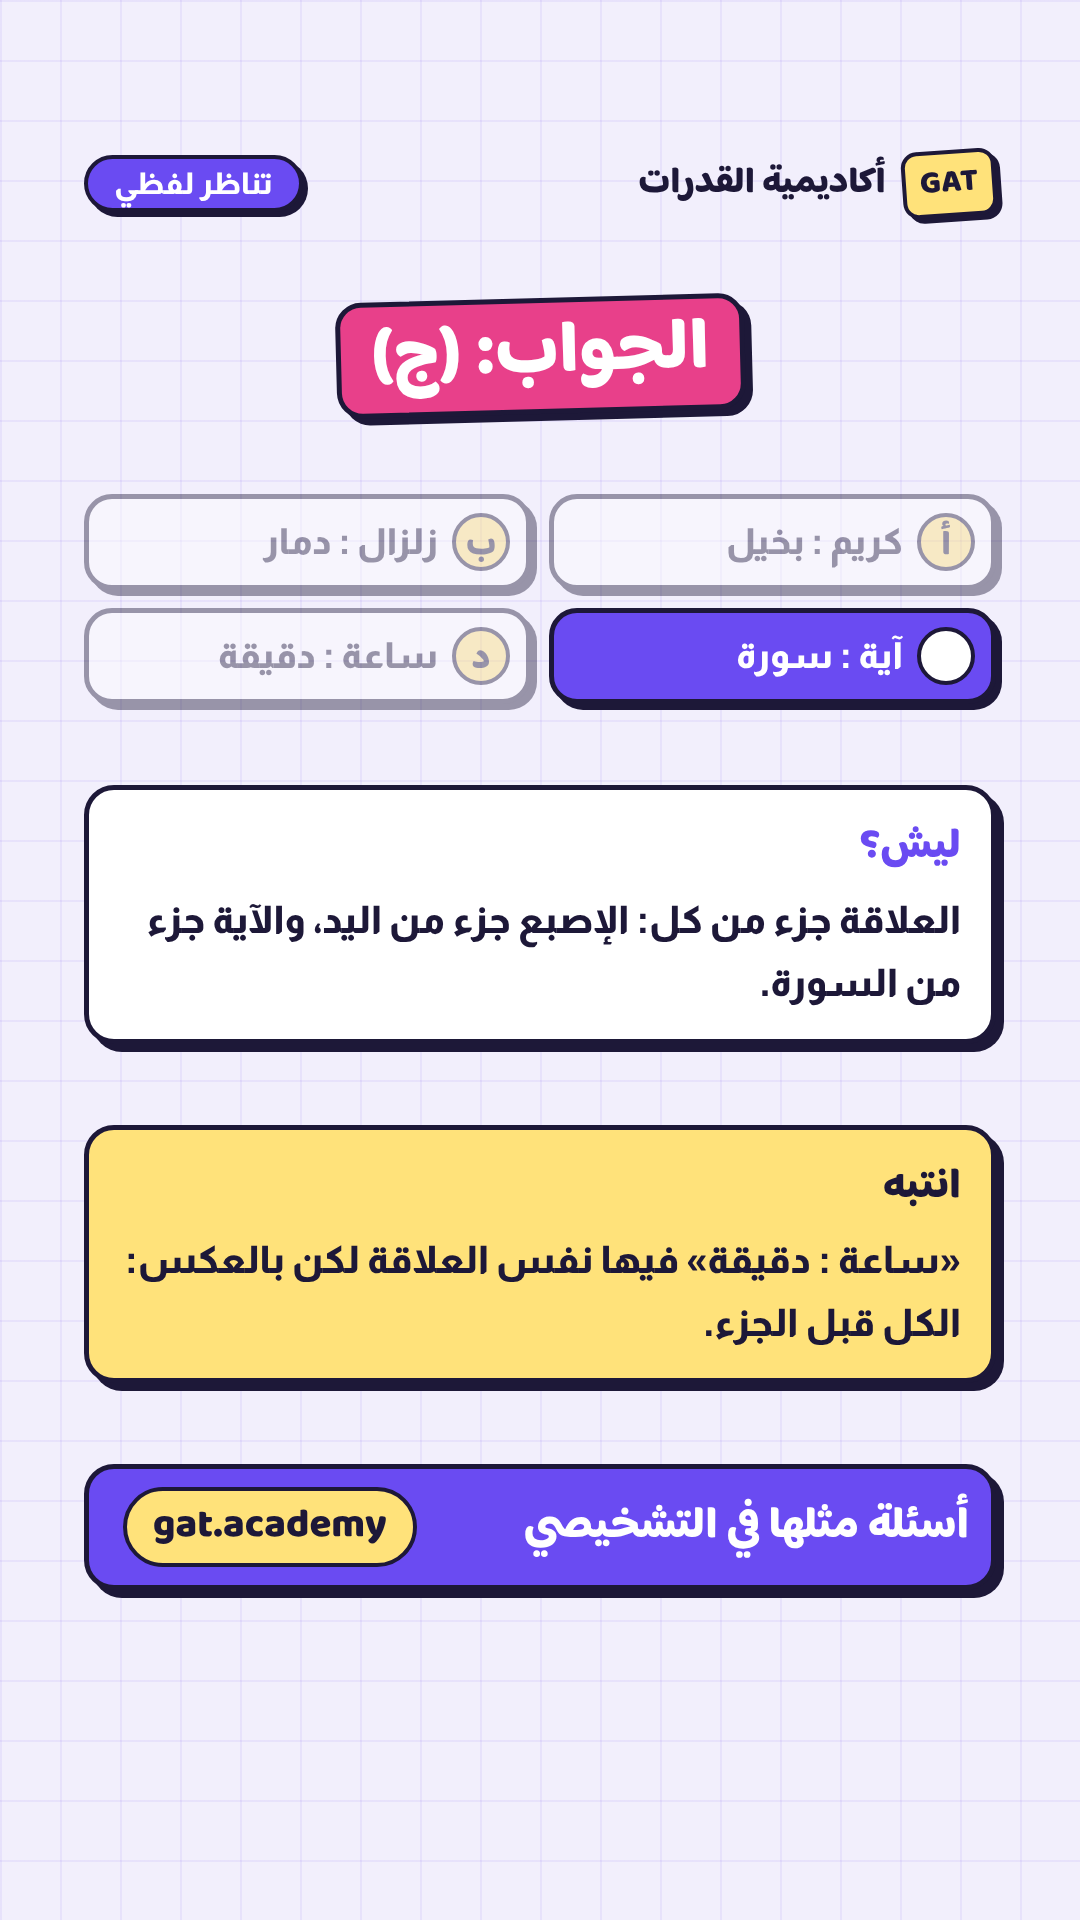 GAT أكاديمية القدرات
تناظر لفظي
الجواب: (ج)
أ كريم : بخيل
ب زلزال : دمار
آية : سورة
د ساعة : دقيقة
ليش؟
العلاقة جزء من كل: الإصبع جزء من اليد، والآية جزء
من السورة.
انتبه
«ساعة : دقيقة» فيها نفس العلاقة لكن بالعكس:
الكل قبل الجزء.
أسئلة مثلها في التشخيصي
gat.academy